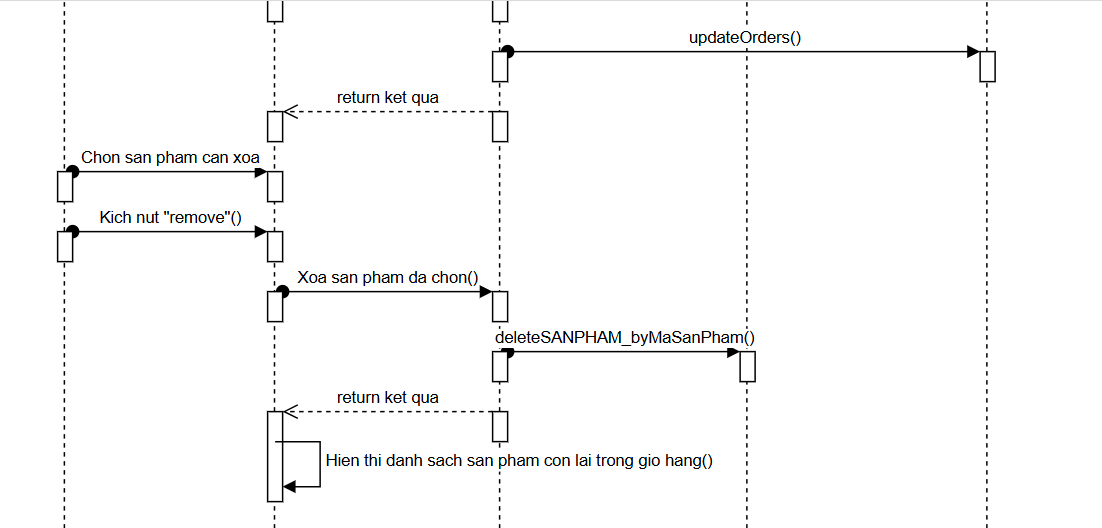 updateOrders()
return ket qua
Chon san pham can xoa
Kich nut "remove"()
Xoa san pham da chon()
deleteSANPHAM_byMaSanPham()
return ket qua
Hien thi danh sach san pham con lai trong gio hang()